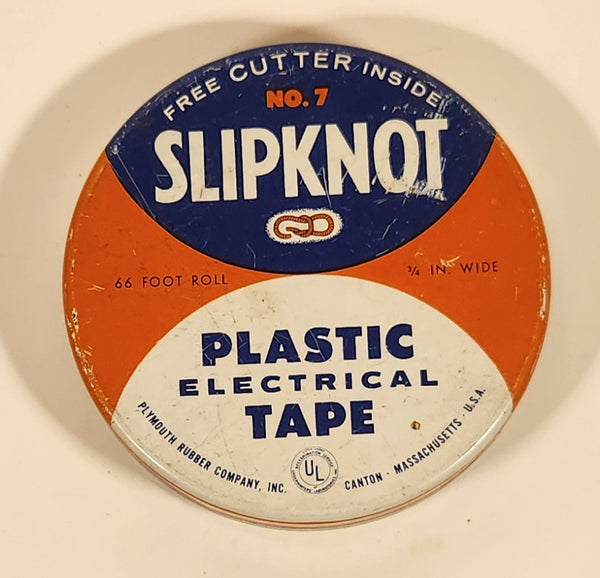 FREE CUTTER INSIDE
NO. 7
SLIPKNOT
66 FOOT ROLL
3/4 IN. WIDE
PLASTIC
ELECTRICAL
TAPE
PLYMOUTH RUBBER COMPANY, INC.
UL
CANTON · MASSACHUSETTS · U.S.A.